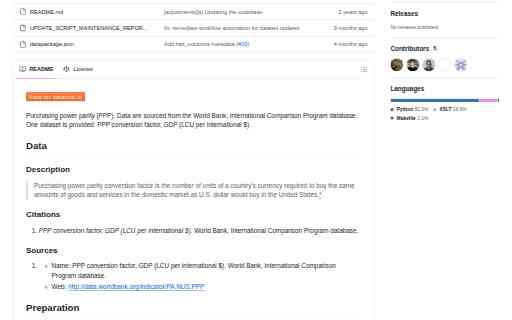 README.md [adjustments][s] Updating the codebase 2 years ago
UPDATE_SCRIPT_MAINTENANCE_REPOR... fix: remediate workflow automation for dataset updates 9 months ago
datapackage.json Add hast_columns metadata 4 months ago
README License
Purchasing power parity (PPP). Data are sourced from the World Bank, International Comparison Program database.
One dataset is provided: PPP conversion factor, GDP (LCU per international $).
Data
Description
Purchasing power parity conversion factor is the number of units of a country's currency required to buy the same
amounts of goods and services in the domestic market as U.S. dollar would buy in the United States.
Citations
1. PPP conversion factor, GDP (LCU per international $). World Bank, International Comparison Program database.
Sources
1. ◦ Name: PPP conversion factor, GDP (LCU per international $). World Bank, International Comparison
Program database.
◦ Web: http://data.worldbank.org/indicator/PA.NUS.PPP
Preparation
Releases
No releases published
Contributors
Languages
Python XSLT
Makefile